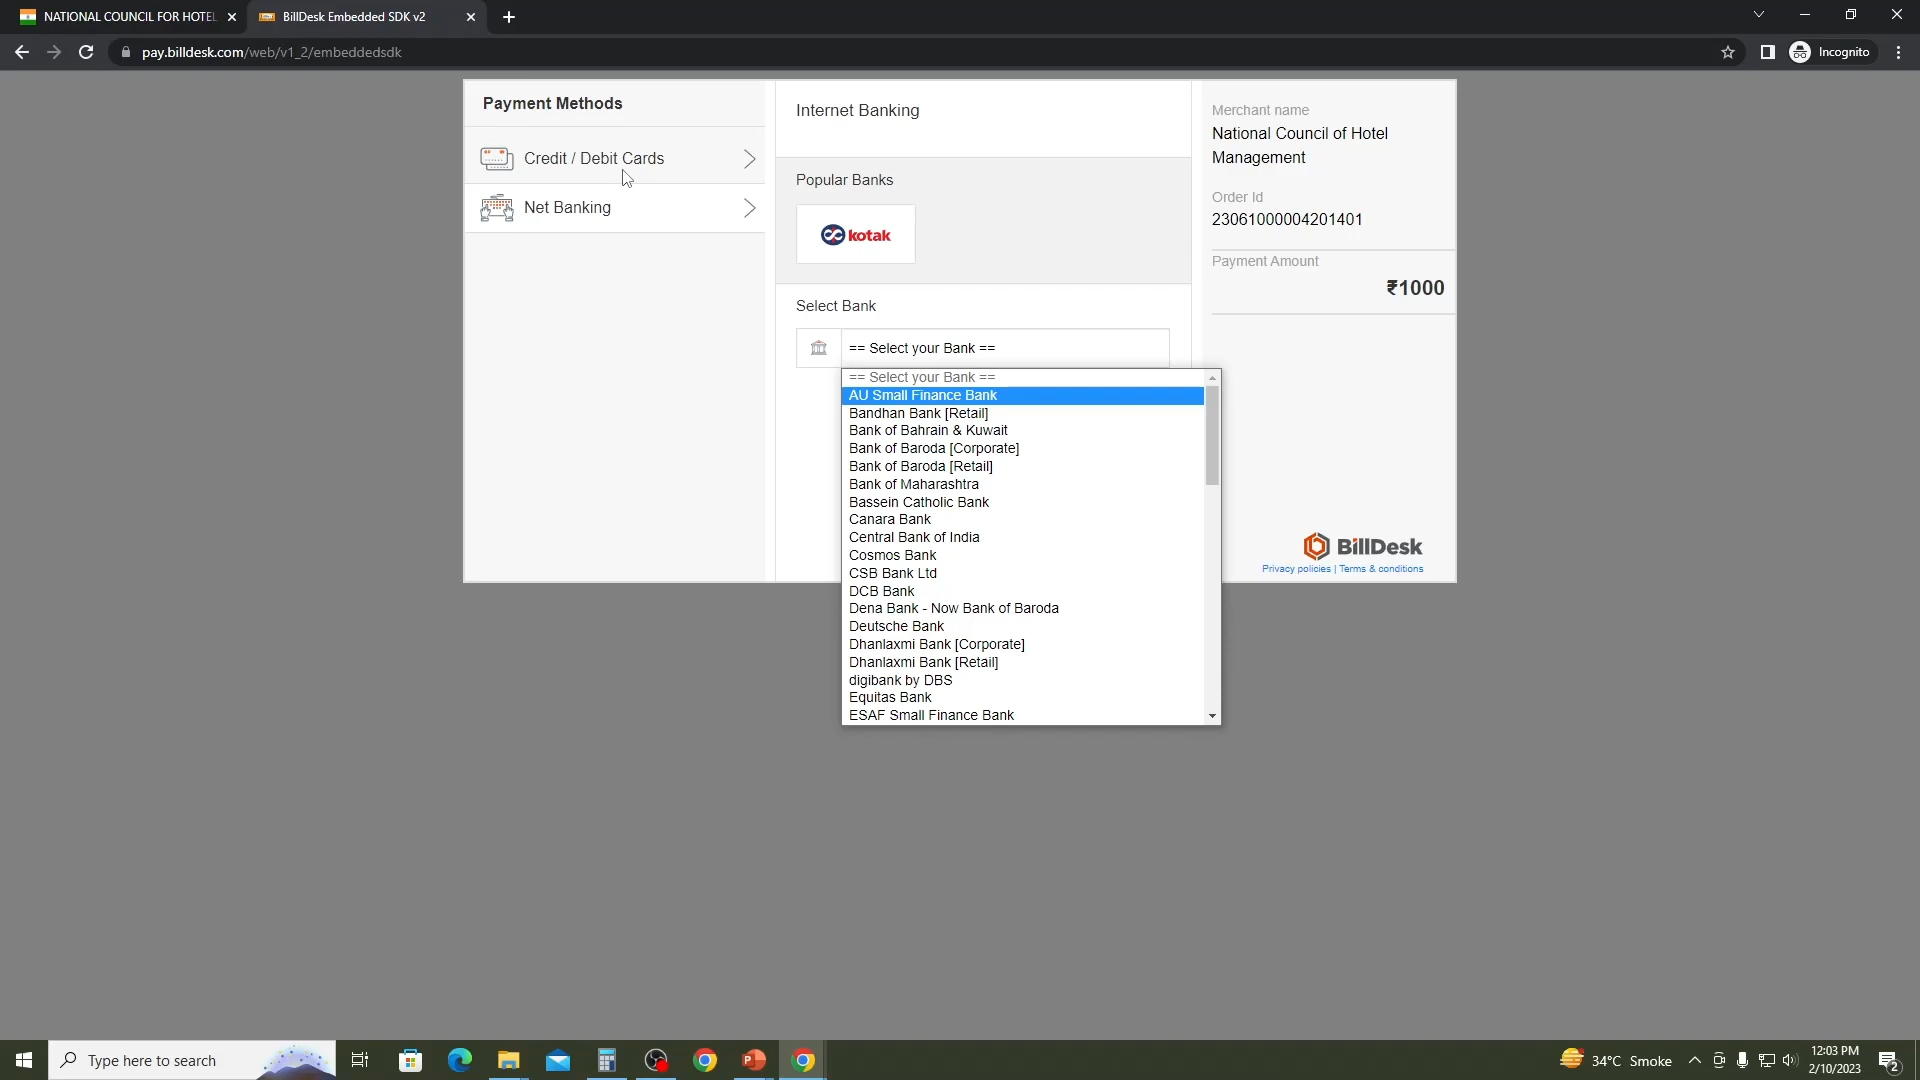 NATIONAL COUNCIL FOR HOTEL
BillDesk Embedded SDK v2
pay.billdesk.com/web/v1_2/embeddedsdk
Incognito
Payment Methods
Credit / Debit Cards
Net Banking
Internet Banking
Popular Banks
kotak
Select Bank
== Select your Bank ==
== Select your Bank ==
AU Small Finance Bank
Bandhan Bank [Retail]
Bank of Bahrain & Kuwait
Bank of Baroda [Corporate]
Bank of Baroda [Retail]
Bank of Maharashtra
Bassein Catholic Bank
Canara Bank
Central Bank of India
Cosmos Bank
CSB Bank Ltd
DCB Bank
Dena Bank - Now Bank of Baroda
Deutsche Bank
Dhanlaxmi Bank [Corporate]
Dhanlaxmi Bank [Retail]
digibank by DBS
Equitas Bank
ESAF Small Finance Bank
Merchant name
National Council of Hotel
Management
Order Id
23061000004201401
Payment Amount
₹1000
BillDesk
Privacy policies | Terms & conditions
Type here to search
34°C Smoke
12:03 PM
2/10/2023
2